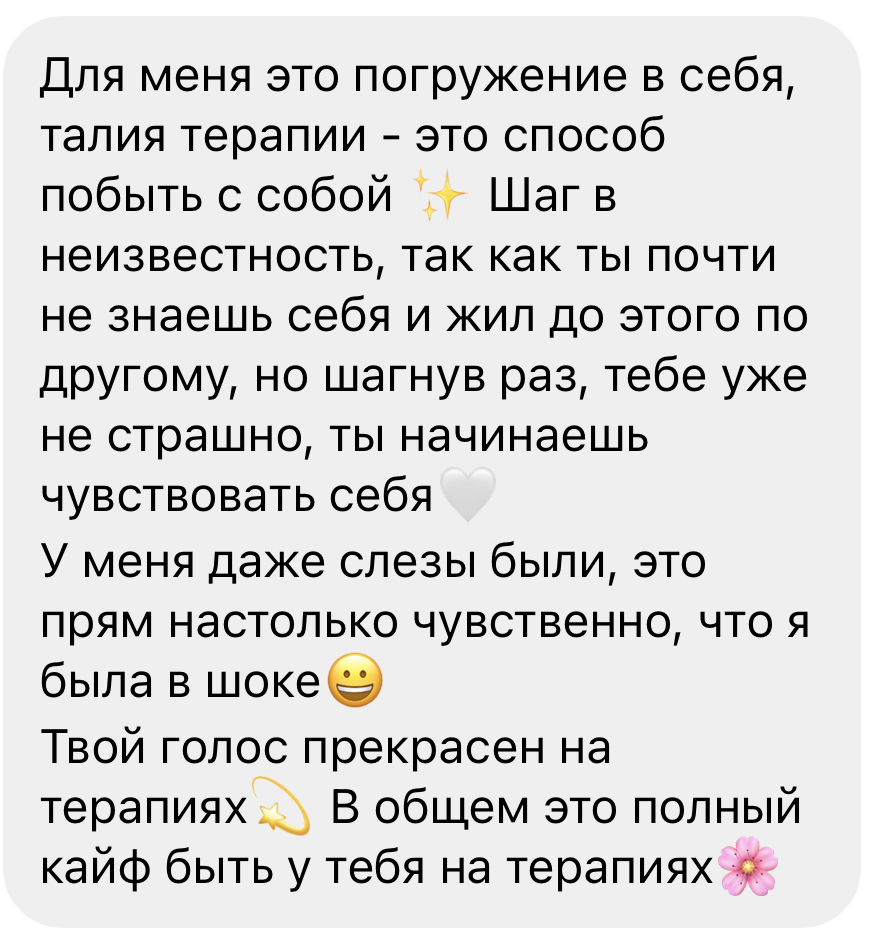 Для меня это погружение в себя,
талия терапии - это способ
побыть с собой ✨ Шаг в
неизвестность, так как ты почти
не знаешь себя и жил до этого по
другому, но шагнув раз, тебе уже
не страшно, ты начинаешь
чувствовать себя🤍
У меня даже слезы были, это
прям настолько чувственно, что я
была в шоке😀
Твой голос прекрасен на
терапиях💫 В общем это полный
кайф быть у тебя на терапиях🌸